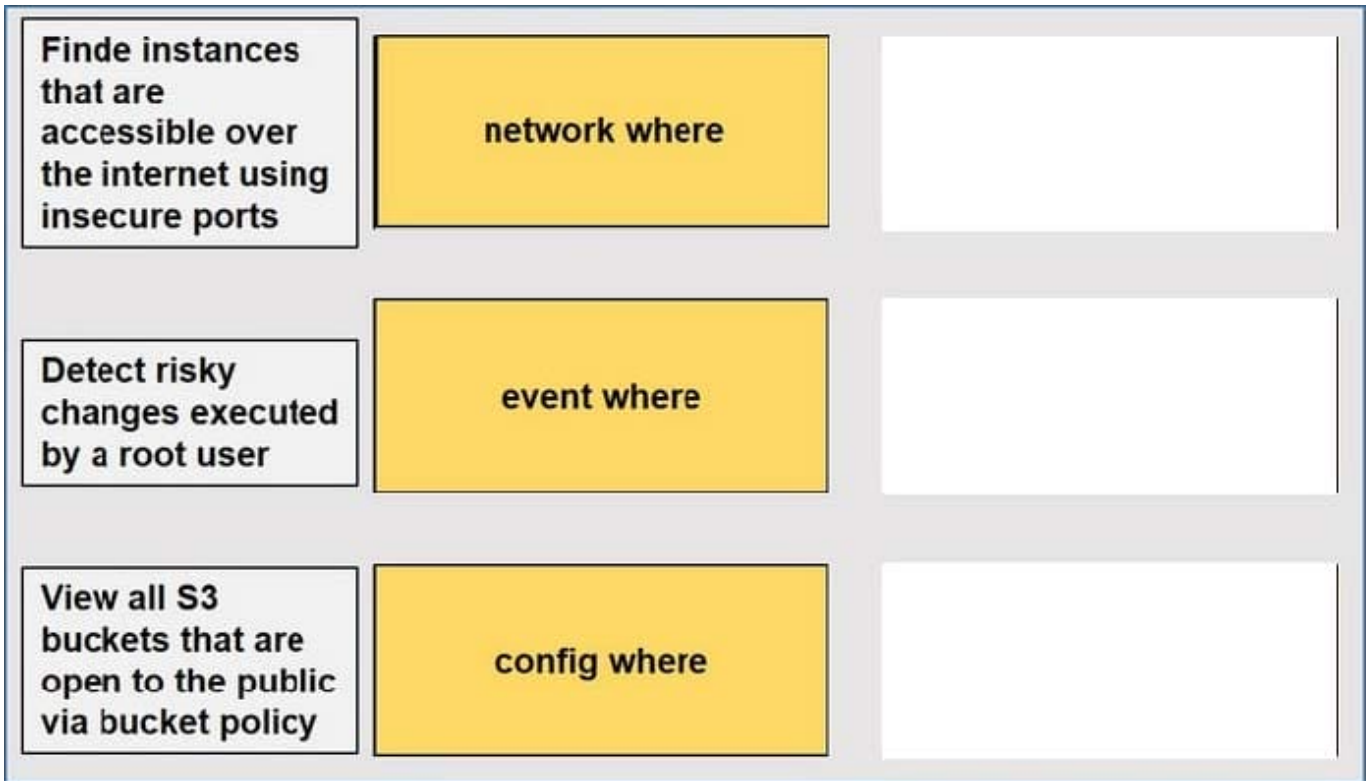 Finde instances
that are
accessible over
the internet using
insecure ports
network where
Detect risky
changes executed
by a root user
event where
View all S3
buckets that are
open to the public
via bucket policy
config where